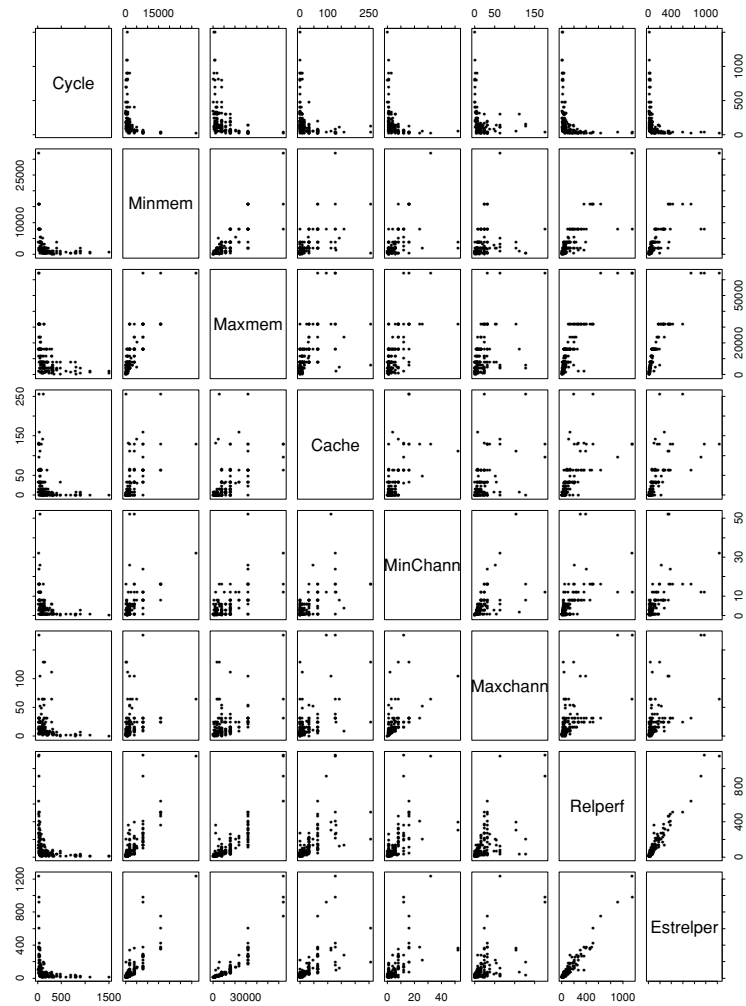 0 15000 0 100 250 0 50 150 0 400 1000
Cycle
0 500 1000
0 10000 25000
Minmem
Maxmem
0 20000 50000
0 50 150 250
Cache
MinChann
0 10 30 50
0 50 100
Maxchann
Relperf
0 400 800
0 400 800 1200
Estrelper
0 500 1500 0 30000 0 20 40 0 400 1000